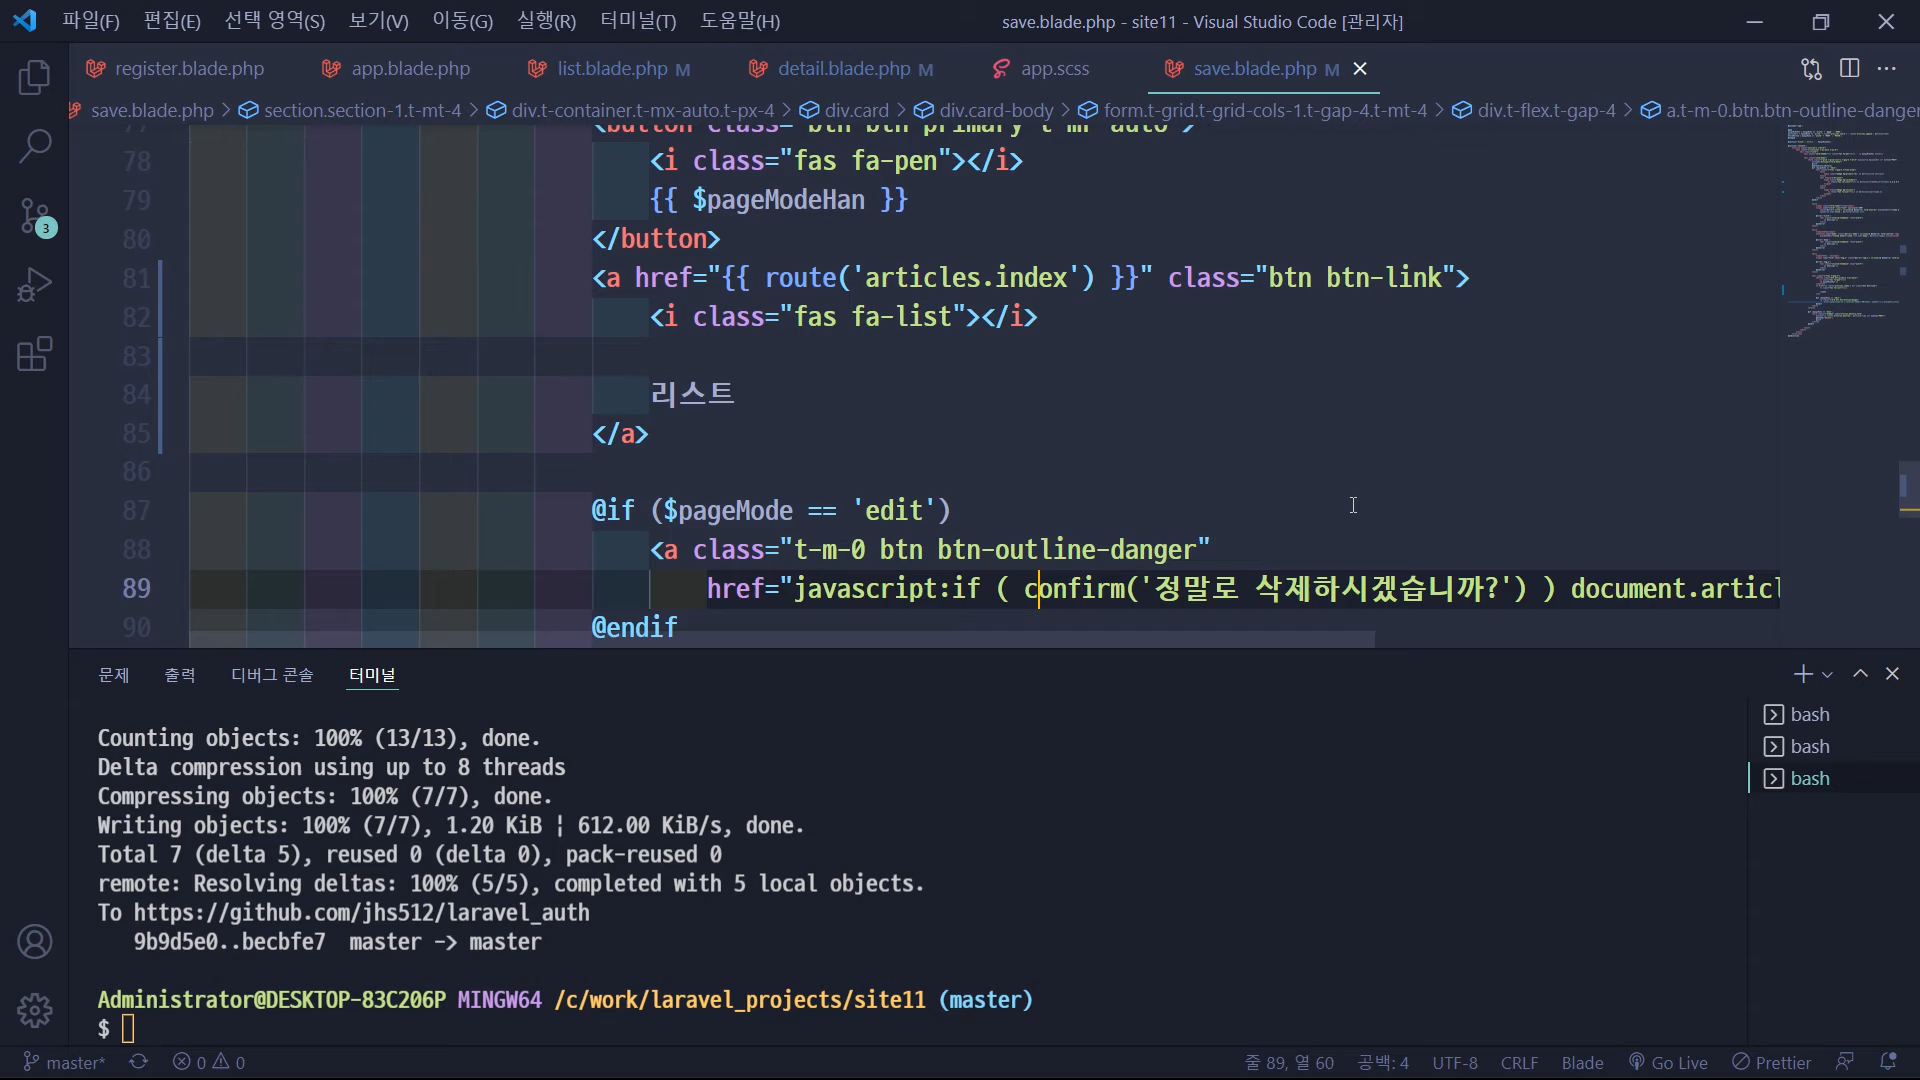 파일(F) 편집(E) 선택 영역(S) 보기(V) 이동(G) 실행(R) 터미널(T) 도움말(H) save.blade.php - site11 - Visual Studio Code [관리자]
register.blade.php app.blade.php list.blade.php M detail.blade.php M app.scss save.blade.php M
save.blade.php > section.section-1.t-mt-4 > div.t-container.t-mx-auto.t-px-4 > div.card > div.card-body > form.t-grid.t-grid-cols-1.t-gap-4.t-mt-4 > div.t-flex.t-gap-4 > a.t-m-0.btn.btn-outline-danger
77 <button class="btn btn-primary t-mr-auto">
78 <i class="fas fa-pen"></i>
79 {{ $pageModeHan }}
80 </button>
81 <a href="{{ route('articles.index') }}" class="btn btn-link">
82 <i class="fas fa-list"></i>
83
84 리스트
85 </a>
86
87 @if ($pageMode == 'edit')
88 <a class="t-m-0 btn btn-outline-danger"
89 href="javascript:if ( confirm('정말로 삭제하시겠습니까?') ) document.articl
90 @endif
3
문제 출력 디버그 콘솔 터미널
Counting objects: 100% (13/13), done.
Delta compression using up to 8 threads
Compressing objects: 100% (7/7), done.
Writing objects: 100% (7/7), 1.20 KiB ¦ 612.00 KiB/s, done.
Total 7 (delta 5), reused 0 (delta 0), pack-reused 0
remote: Resolving deltas: 100% (5/5), completed with 5 local objects.
To https://github.com/jhs512/laravel_auth
9b9d5e0..becbfe7 master -> master
Administrator@DESKTOP-83C206P MINGW64 /c/work/laravel_projects/site11 (master)
$
bash
bash
bash
master* 0 0 줄 89, 열 60 공백: 4 UTF-8 CRLF Blade Go Live Prettier